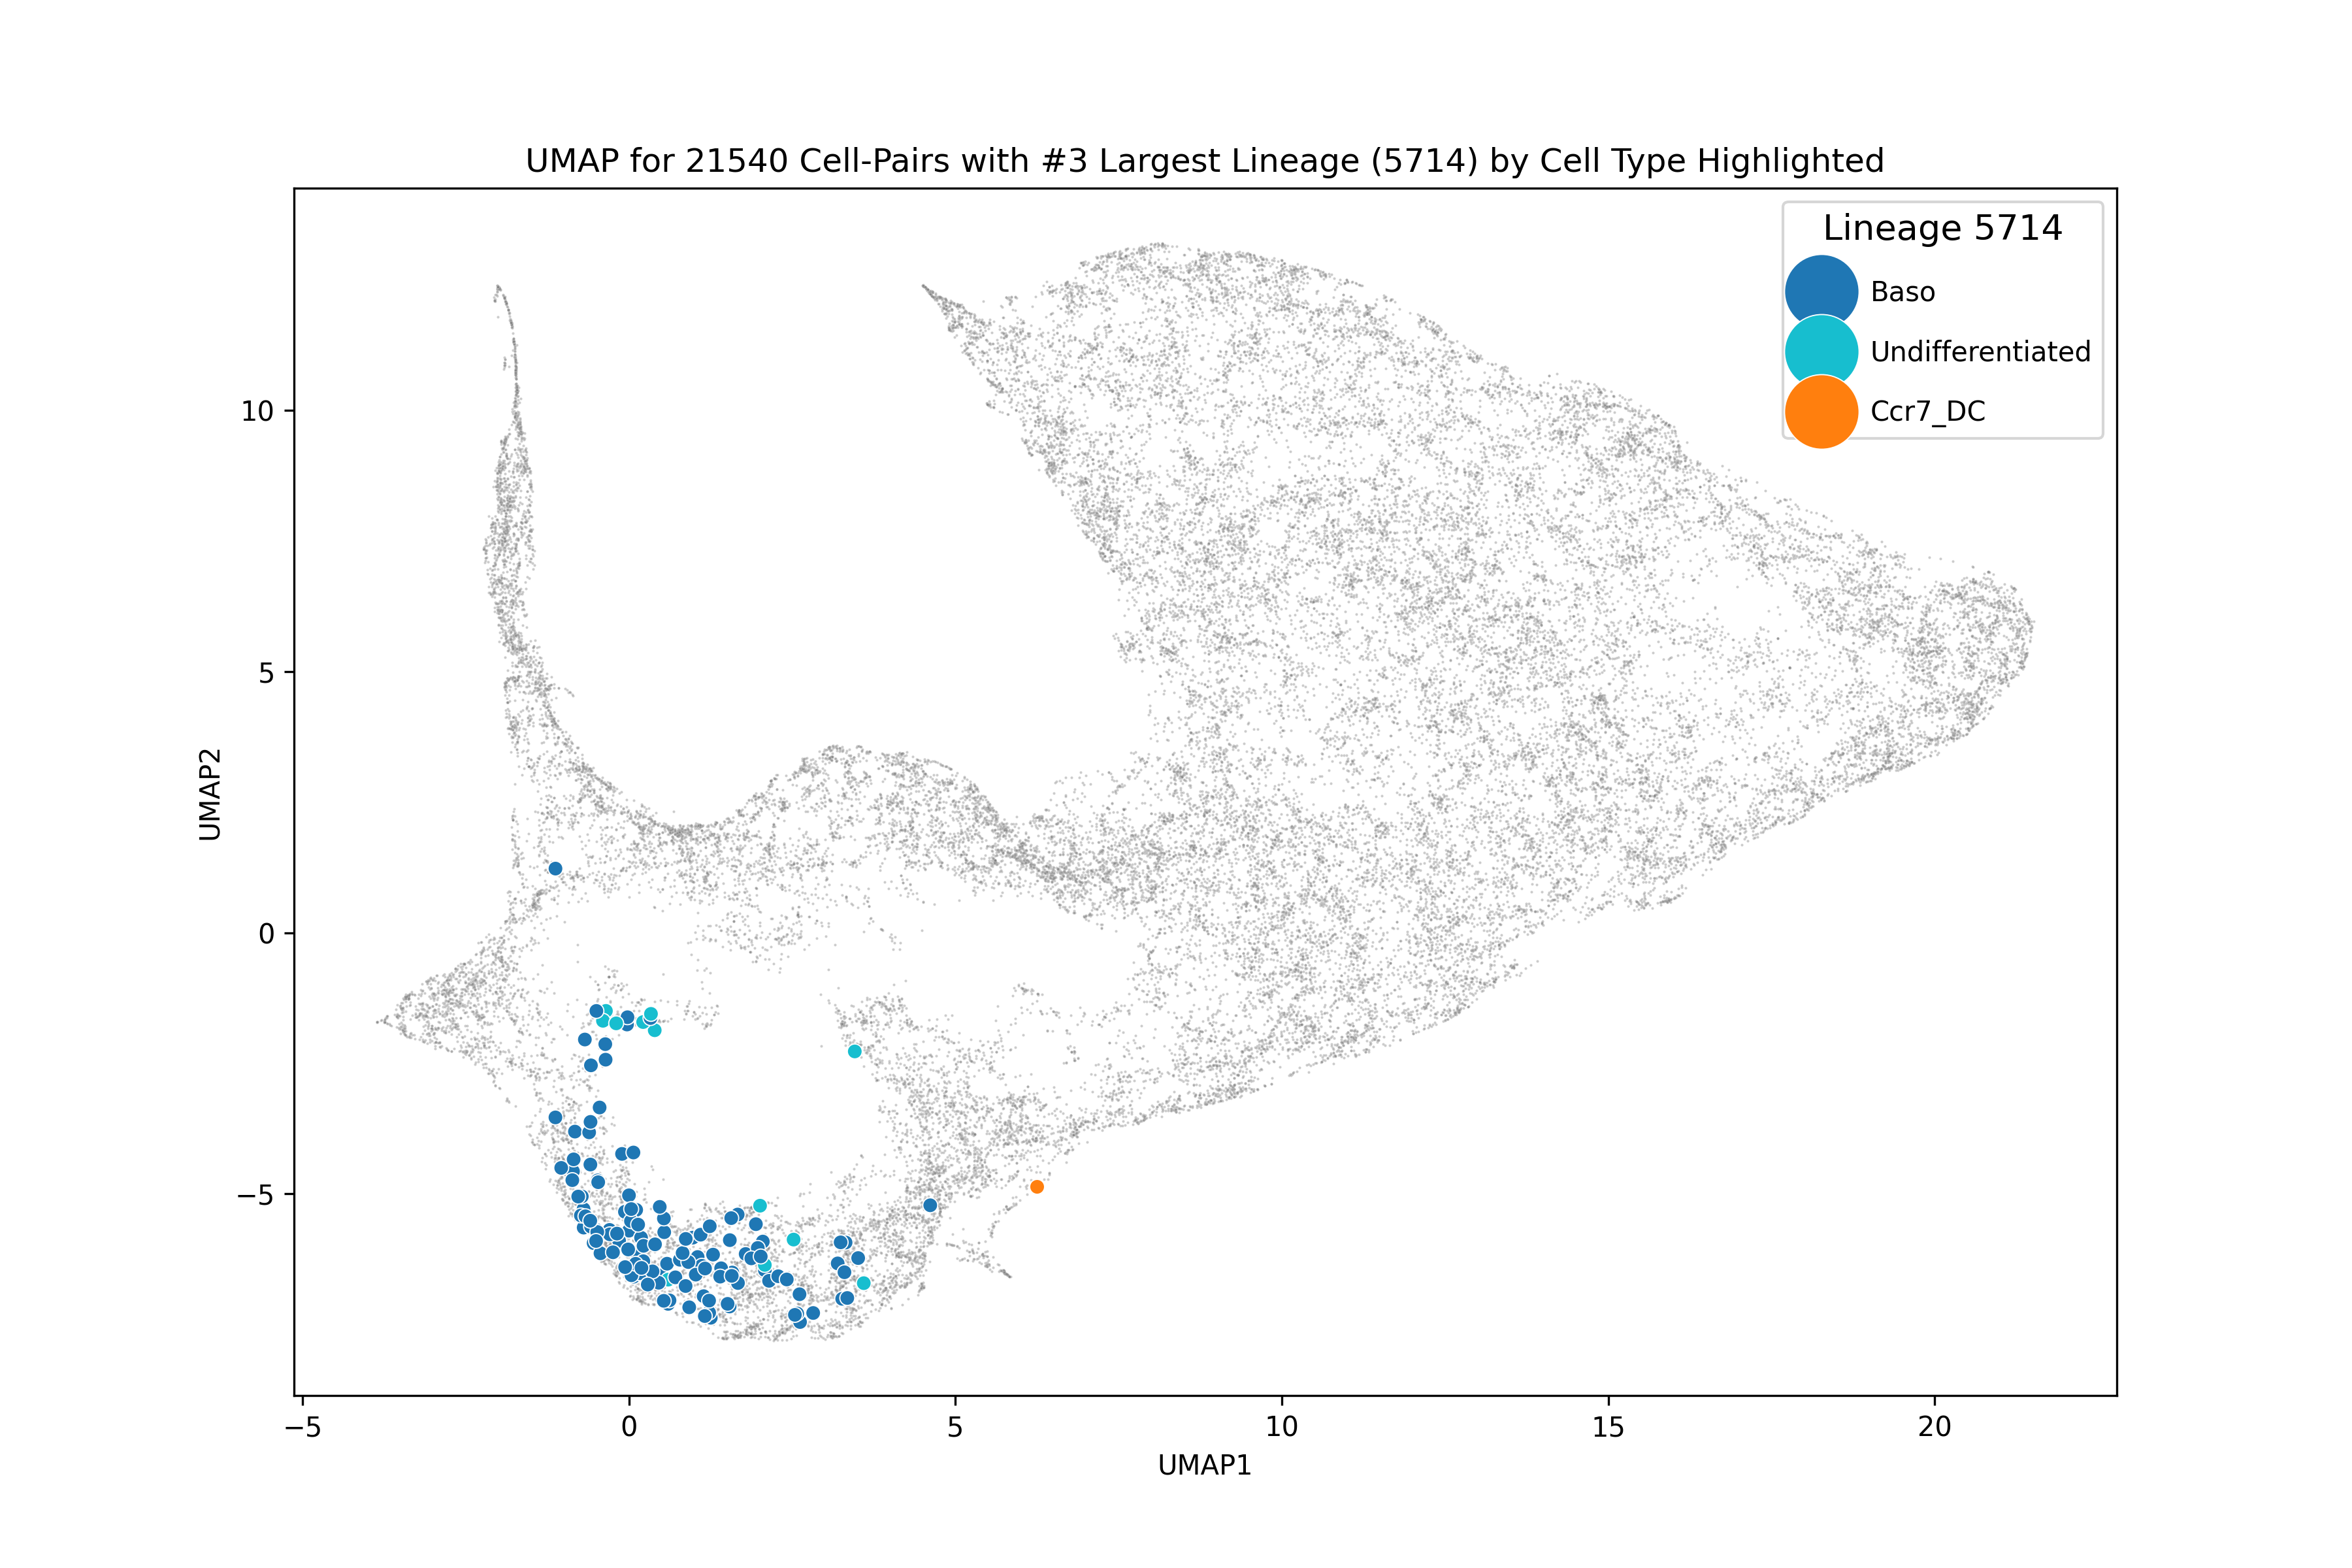 UMAP for 21540 Cell-Pairs with #3 Largest Lineage (5714) by Cell Type Highlighted
Lineage 5714
Baso
Undifferentiated
Ccr7_DC
10
5
0
−5
UMAP2
−5
0
5
10
15
20
UMAP1